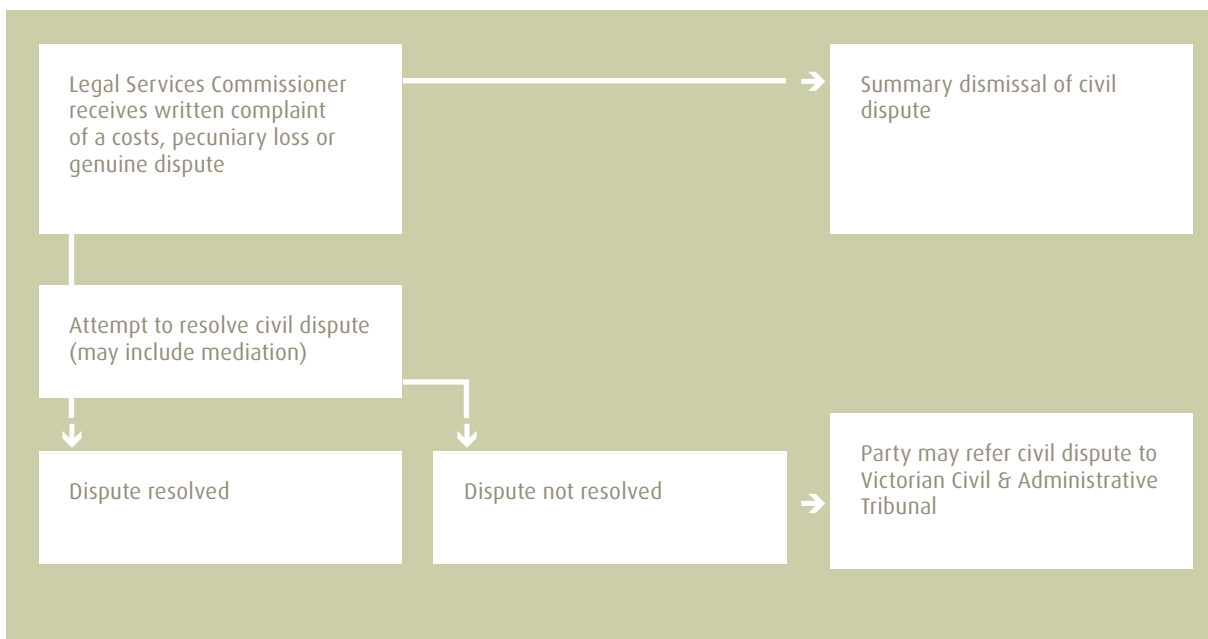 Legal Services Commissioner
receives written complaint
of a costs, pecuniary loss or
genuine dispute
Summary dismissal of civil
dispute
Attempt to resolve civil dispute
(may include mediation)
Dispute resolved
Dispute not resolved
Party may refer civil dispute to
Victorian Civil & Administrative
Tribunal